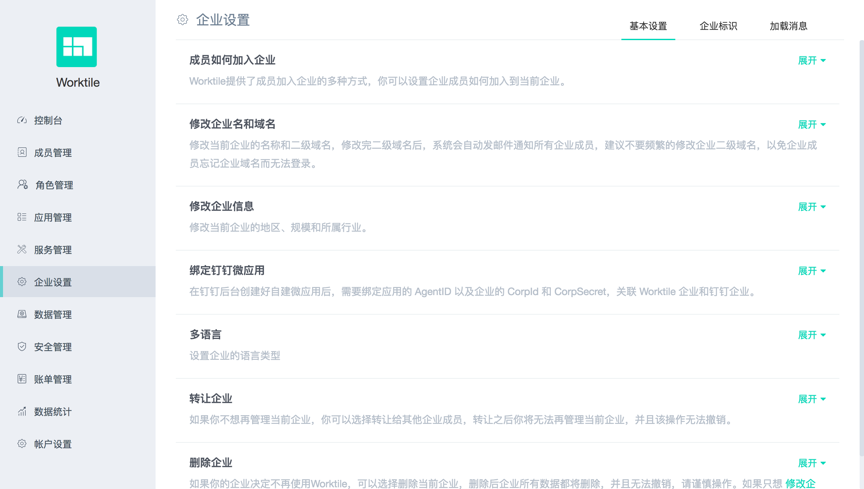 Worktile
控制台
成员管理
角色管理
应用管理
服务管理
企业设置
数据管理
安全管理
账单管理
数据统计
帐户设置
企业设置
基本设置
企业标识
加载消息
成员如何加入企业
展开
Worktile提供了成员加入企业的多种方式，你可以设置企业成员如何加入到当前企业。
修改企业名和域名
展开
修改当前企业的名称和二级域名，修改完二级域名后，系统会自动发邮件通知所有企业成员，建议不要频繁的修改企业二级域名，以免企业成
员忘记企业域名而无法登录。
修改企业信息
展开
修改当前企业的地区、规模和所属行业。
绑定钉钉微应用
展开
在钉钉后台创建好自建微应用后，需要绑定应用的 AgentID 以及企业的 CorpId 和 CorpSecret，关联 Worktile 企业和钉钉企业。
多语言
展开
设置企业的语言类型
转让企业
展开
如果你不想再管理当前企业，你可以选择转让给其他企业成员，转让之后你将无法再管理当前企业，并且该操作无法撤销。
删除企业
展开
如果你的企业决定不再使用Worktile，可以选择删除当前企业，删除后企业所有数据都将删除，并且无法撤销，请谨慎操作。如果只想 修改企